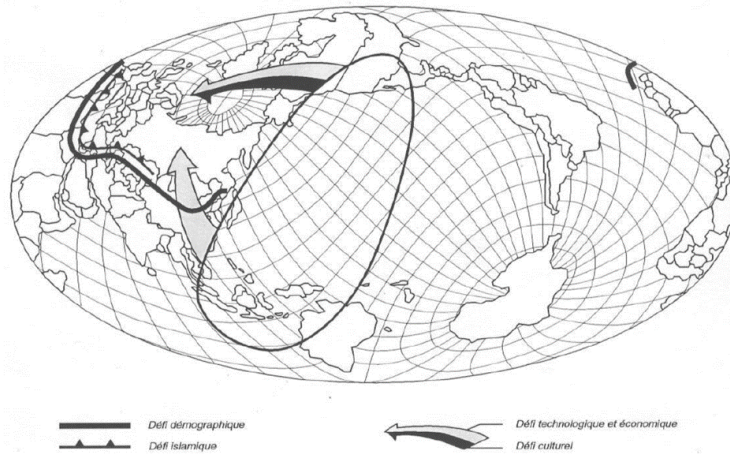 Défi démographique
Défi islamique
Défi technologique et économique
Défi culturel